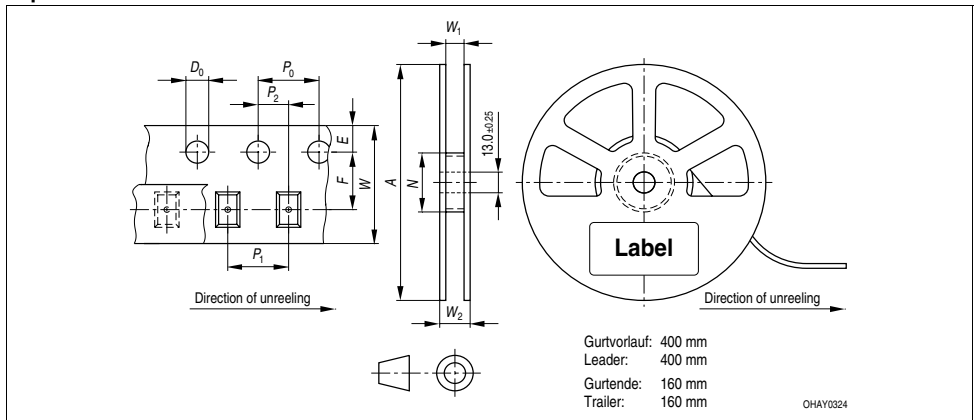 W1
D0
P0
P2
E
F
W
A
N
13.0 ±0.25
P1
W2
Label
Direction of unreeling
Direction of unreeling
Gurtvorlauf: 400 mm
Leader: 400 mm
Gurtende: 160 mm
Trailer: 160 mm
OHAY0324